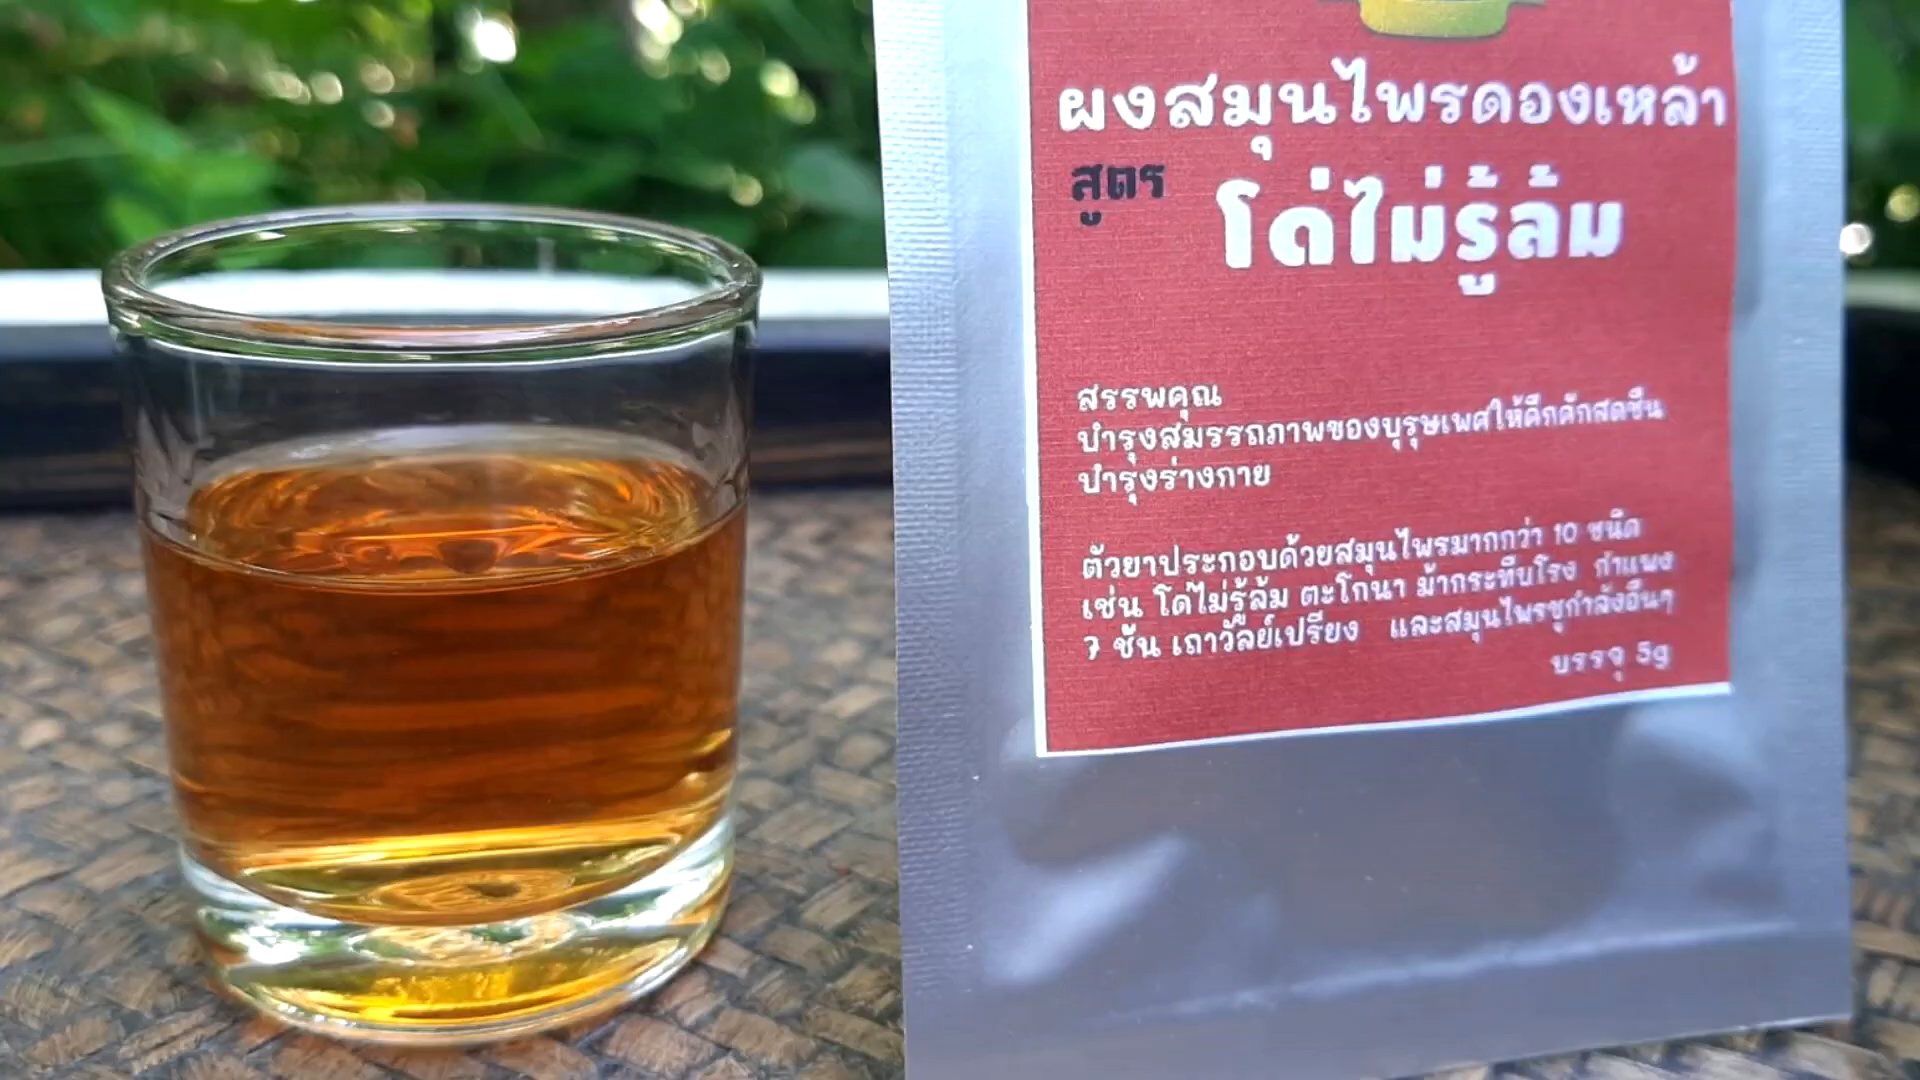 ผงสมุนไพรดองเหล้า
สูตร
โด่ไม่รู้ล้ม
สรรพคุณ
บำรุงสมรรถภาพของบุรุษเพศให้คึกคักสดชื่น
บำรุงร่างกาย
ตัวยาประกอบด้วยสมุนไพรมากกว่า 10 ชนิด
เช่น โด่ไม่รู้ล้ม ตะโกนา ม้ากระทืบโรง กำแพง
7 ชั้น เถาวัลย์เปรียง และสมุนไพรชูกำลังอื่นๆ
บรรจุ 5g